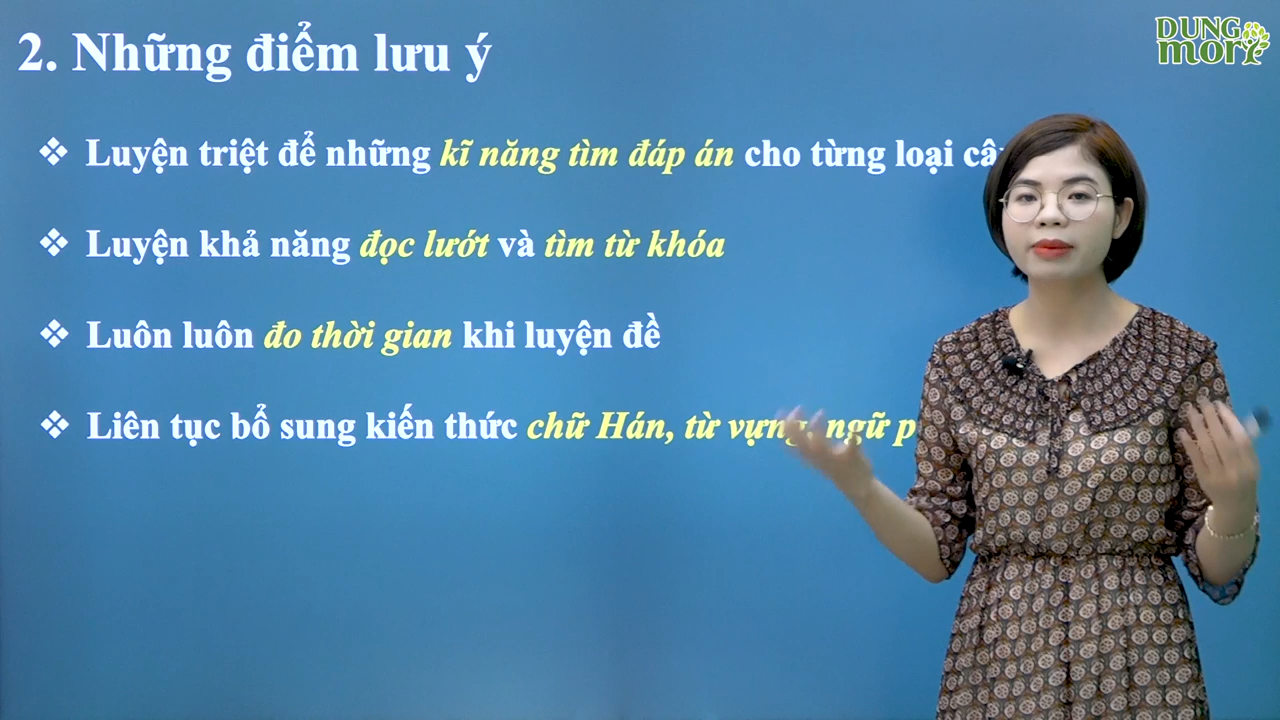 2. Những điểm lưu ý
DUNG
mori
❖ Luyện triệt để những kĩ năng tìm đáp án cho từng loại
❖ Luyện khả năng đọc lướt và tìm từ khóa
❖ Luôn luôn đo thời gian khi luyện đề
❖ Liên tục bổ sung kiến thức chữ Hán, từ vựng, ngữ